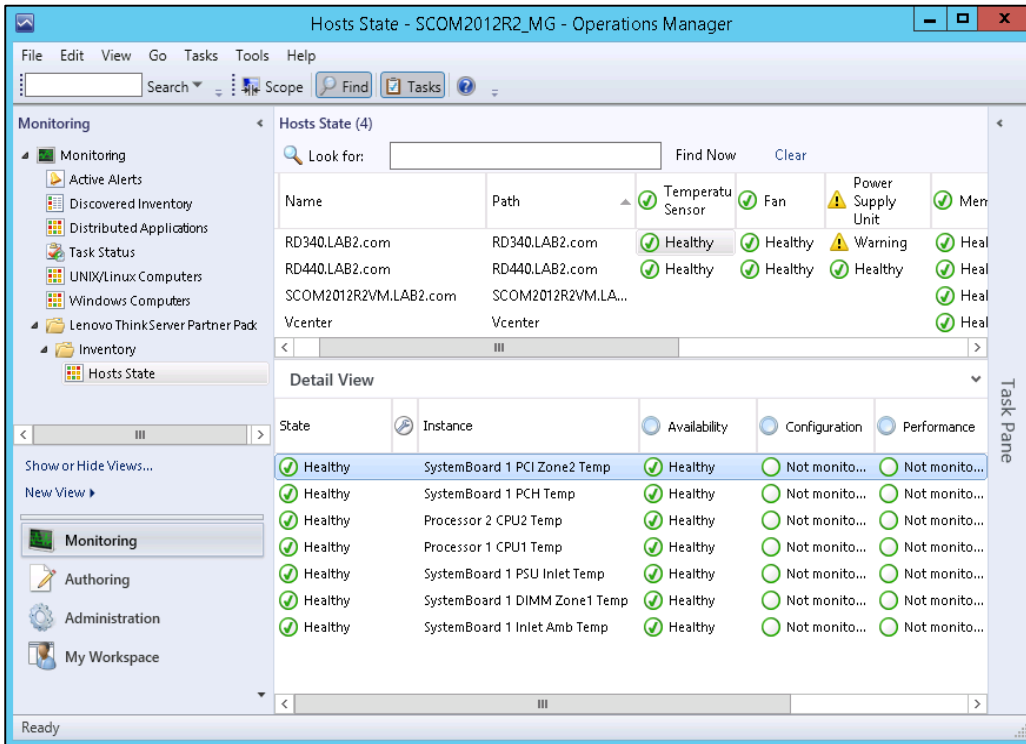 Hosts State - SCOM2012R2_MG - Operations Manager
File Edit View Go Tasks Tools Help
Search Scope Find Tasks
Monitoring
Monitoring
Active Alerts
Discovered Inventory
Distributed Applications
Task Status
UNIX/Linux Computers
Windows Computers
Lenovo ThinkServer Partner Pack
Inventory
Hosts State
Show or Hide Views...
New View
Monitoring
Authoring
Administration
My Workspace
Hosts State (4)
Look for: Find Now Clear
Name Path Temperatu Sensor Fan Power Supply Unit Mem
RD340.LAB2.com RD340.LAB2.com Healthy Healthy Warning Heal
RD440.LAB2.com RD440.LAB2.com Healthy Healthy Healthy Heal
SCOM2012R2VM.LAB2.com SCOM2012R2VM.LA... Heal
Vcenter Vcenter Heal
Detail View
State Instance Availability Configuration Performance
Healthy SystemBoard 1 PCI Zone2 Temp Healthy Not monito... Not monito...
Healthy SystemBoard 1 PCH Temp Healthy Not monito... Not monito...
Healthy Processor 2 CPU2 Temp Healthy Not monito... Not monito...
Healthy Processor 1 CPU1 Temp Healthy Not monito... Not monito...
Healthy SystemBoard 1 PSU Inlet Temp Healthy Not monito... Not monito...
Healthy SystemBoard 1 DIMM Zone1 Temp Healthy Not monito... Not monito...
Healthy SystemBoard 1 Inlet Amb Temp Healthy Not monito... Not monito...
Task Pane
Ready